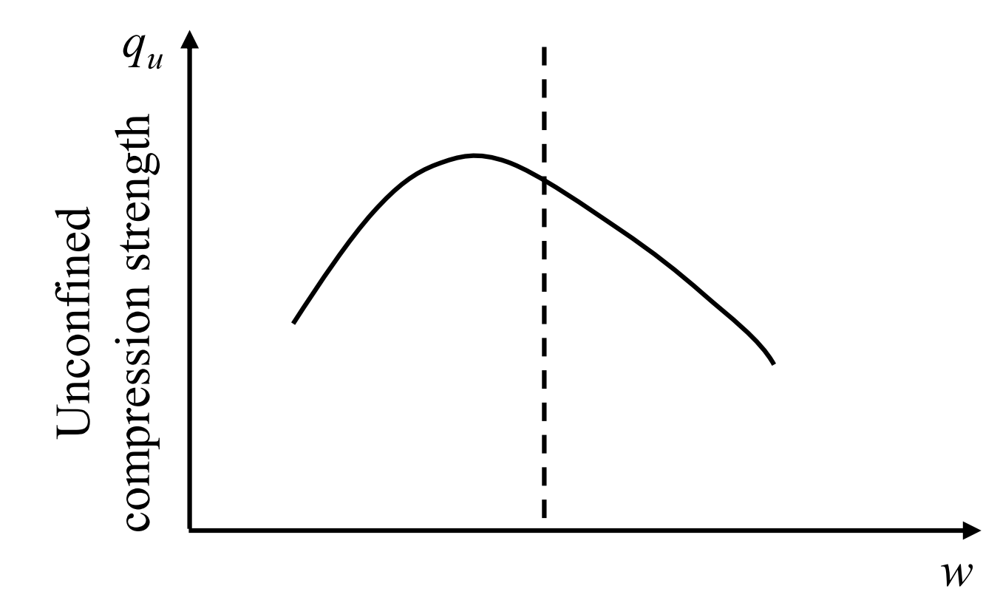 q_u
Unconfined
compression strength
w